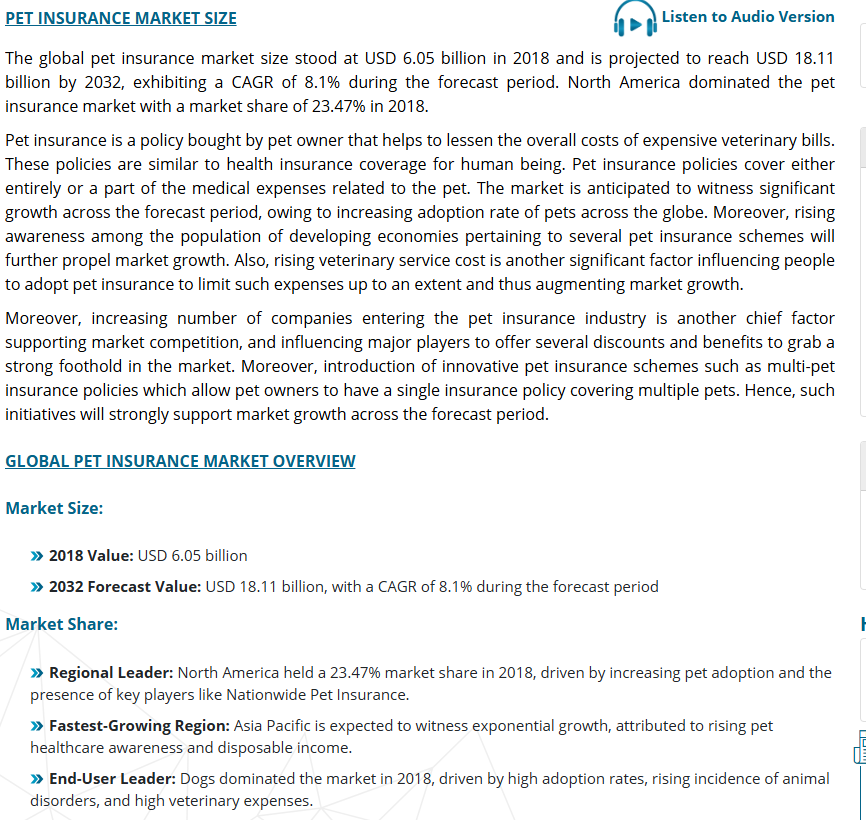 PET INSURANCE MARKET SIZE
Listen to Audio Version
The global pet insurance market size stood at USD 6.05 billion in 2018 and is projected to reach USD 18.11
billion by 2032, exhibiting a CAGR of 8.1% during the forecast period. North America dominated the pet
insurance market with a market share of 23.47% in 2018.
Pet insurance is a policy bought by pet owner that helps to lessen the overall costs of expensive veterinary bills.
These policies are similar to health insurance coverage for human being. Pet insurance policies cover either
entirely or a part of the medical expenses related to the pet. The market is anticipated to witness significant
growth across the forecast period, owing to increasing adoption rate of pets across the globe. Moreover, rising
awareness among the population of developing economies pertaining to several pet insurance schemes will
further propel market growth. Also, rising veterinary service cost is another significant factor influencing people
to adopt pet insurance to limit such expenses up to an extent and thus augmenting market growth.
Moreover, increasing number of companies entering the pet insurance industry is another chief factor
supporting market competition, and influencing major players to offer several discounts and benefits to grab a
strong foothold in the market. Moreover, introduction of innovative pet insurance schemes such as multi-pet
insurance policies which allow pet owners to have a single insurance policy covering multiple pets. Hence, such
initiatives will strongly support market growth across the forecast period.
GLOBAL PET INSURANCE MARKET OVERVIEW
Market Size:
» 2018 Value: USD 6.05 billion
» 2032 Forecast Value: USD 18.11 billion, with a CAGR of 8.1% during the forecast period
Market Share:
» Regional Leader: North America held a 23.47% market share in 2018, driven by increasing pet adoption and the
presence of key players like Nationwide Pet Insurance.
» Fastest-Growing Region: Asia Pacific is expected to witness exponential growth, attributed to rising pet
healthcare awareness and disposable income.
» End-User Leader: Dogs dominated the market in 2018, driven by high adoption rates, rising incidence of animal
disorders, and high veterinary expenses.